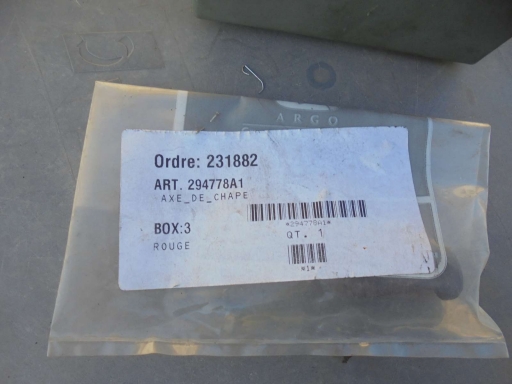 ARGO
Ordre: 231882
ART. 294778A1
AXE_DE_CHAPE
*294778A1*
BOX:3
QT. 1
ROUGE
*1*